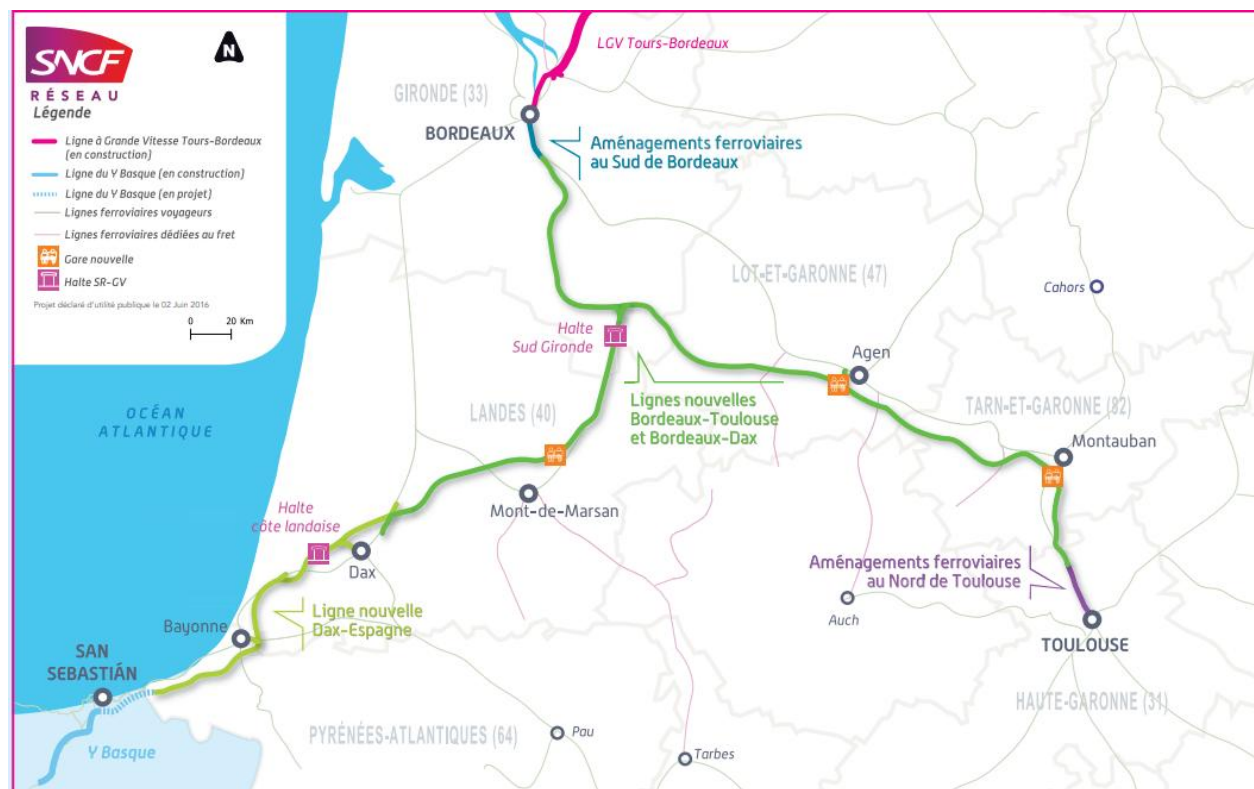 SNCF
RÉSEAU
Légende
Ligne à Grande Vitesse Tours-Bordeaux
(en construction)
Ligne du Y Basque (en construction)
Ligne du Y Basque (en projet)
Lignes ferroviaires voyageurs
Lignes ferroviaires dédiées au fret
Gare nouvelle
Halte SR-GV
Projet déclaré d'utilité publique le 02 Juin 2016
0 20 Km
N
LGV Tours-Bordeaux
GIRONDE (33)
BORDEAUX
Aménagements ferroviaires
au Sud de Bordeaux
LOT-ET-GARONNE (47)
Cahors
Halte
Sud Gironde
Agen
OCÉAN
ATLANTIQUE
LANDES (40)
Lignes nouvelles
Bordeaux-Toulouse
et Bordeaux-Dax
TARN-ET-GARONNE (82)
Montauban
Mont-de-Marsan
Halte
côte landaise
Dax
Aménagements ferroviaires
au Nord de Toulouse
Auch
Ligne nouvelle
Dax-Espagne
Bayonne
TOULOUSE
SAN
SEBASTIÁN
HAUTE-GARONNE (31)
PYRÉNÉES-ATLANTIQUES (64)
Pau
Y Basque
Tarbes